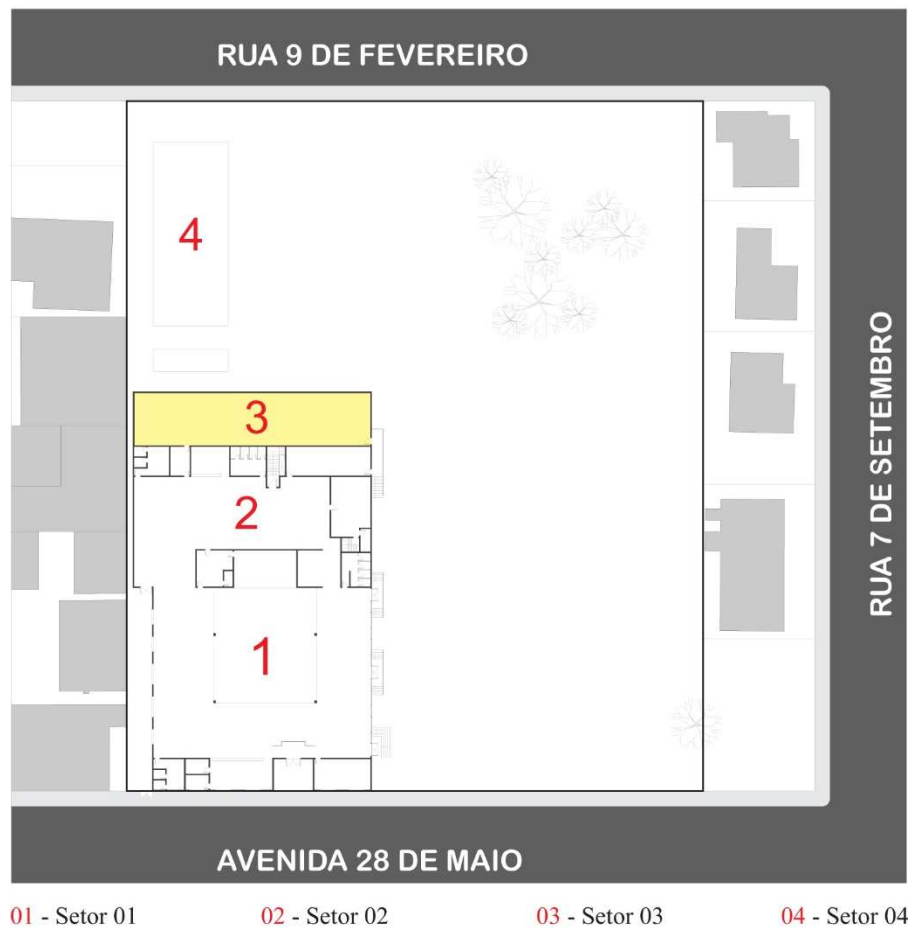 RUA 9 DE FEVEREIRO
4
3
2
1
RUA 7 DE SETEMBRO
AVENIDA 28 DE MAIO
01 - Setor 01
02 - Setor 02
03 - Setor 03
04 - Setor 04